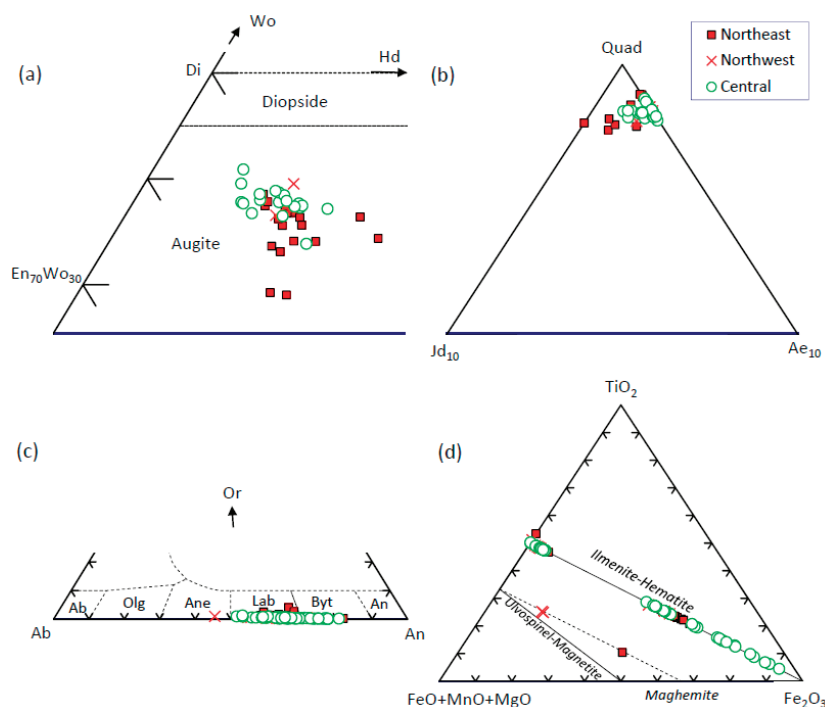 (a)
Wo
Di
Hd
Diopside
Augite
En₇₀Wo₃₀
(b)
Quad
Northeast
Northwest
Central
Jd₁₀
Ae₁₀
(c)
Or
Ab
Olg
Ane
Lab
Byt
An
Ab
An
(d)
TiO₂
Ilmenite-Hematite
Ulvospinel-Magnetite
Maghemite
FeO+MnO+MgO
Fe₂O₃